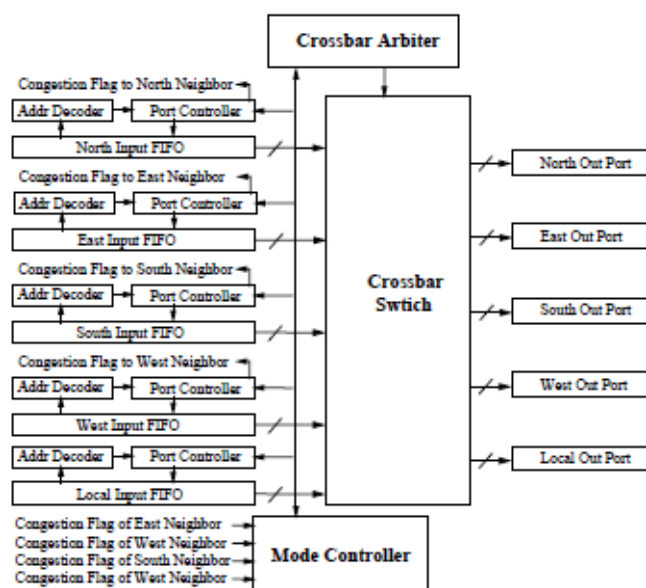 Crossbar Arbiter
Congestion Flag to North Neighbor
Addr Decoder
Port Controller
North Input FIFO
Congestion Flag to East Neighbor
Addr Decoder
Port Controller
East Input FIFO
Congestion Flag to South Neighbor
Addr Decoder
Port Controller
South Input FIFO
Congestion Flag to West Neighbor
Addr Decoder
Port Controller
West Input FIFO
Addr Decoder
Port Controller
Local Input FIFO
Crossbar
Swtich
North Out Port
East Out Port
South Out Port
West Out Port
Local Out Port
Congestion Flag of East Neighbor
Congestion Flag of West Neighbor
Congestion Flag of South Neighbor
Congestion Flag of West Neighbor
Mode Controller